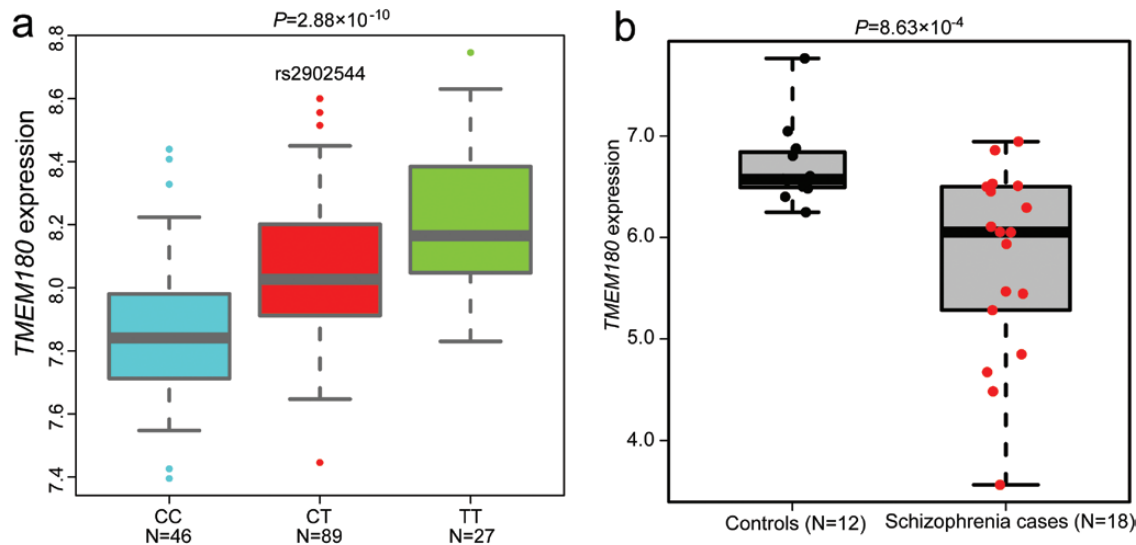 a
P=2.88×10-10
rs2902544
TMEM180 expression
8.8
8.6
8.4
8.2
8.0
7.8
7.6
7.4
CC
CT
TT
N=46
N=89
N=27
b
P=8.63×10-4
TMEM180 expression
7.0
6.0
5.0
4.0
Controls (N=12)
Schizophrenia cases (N=18)